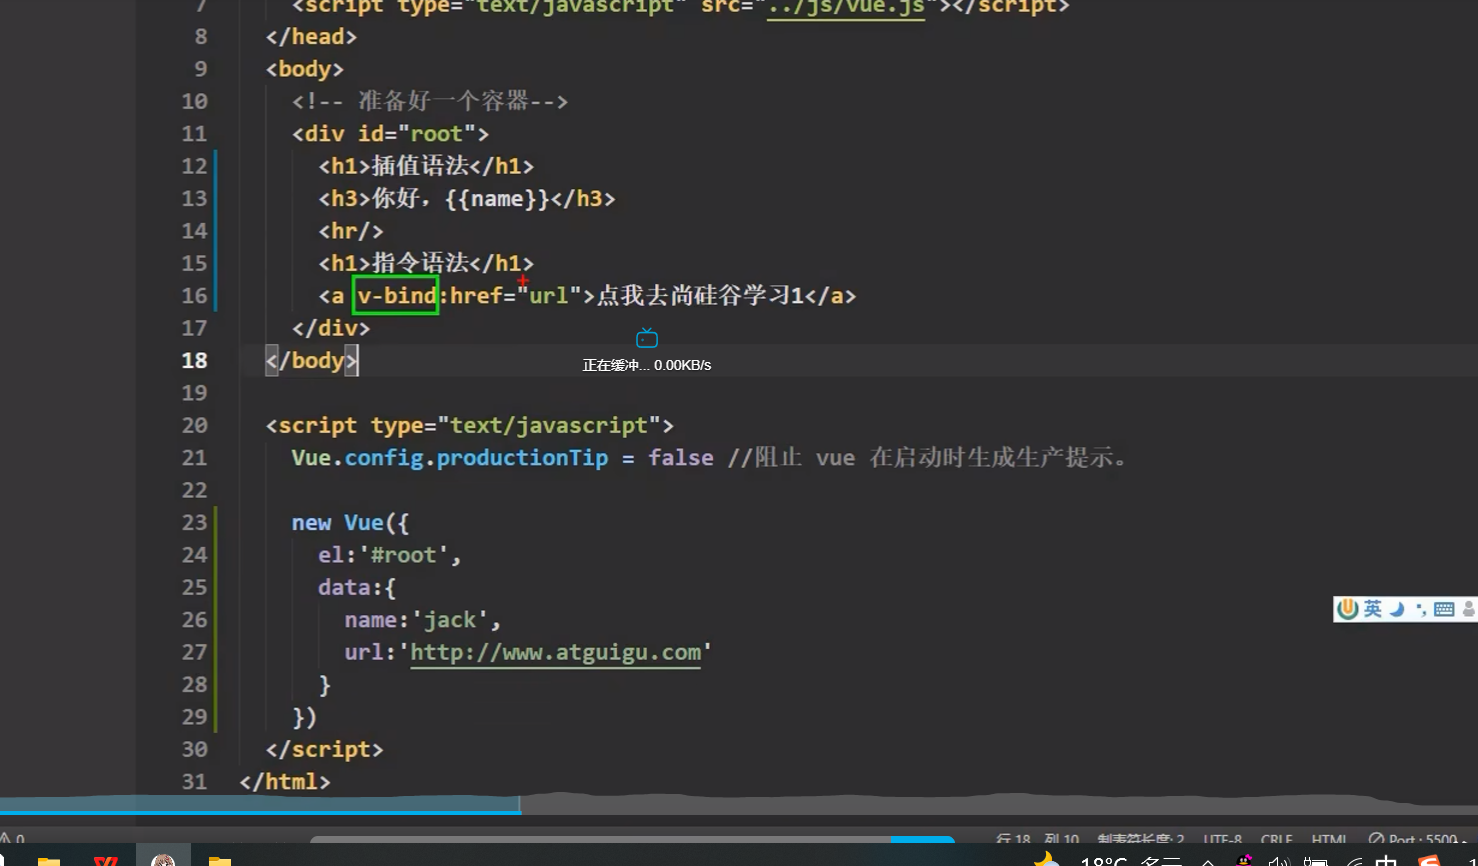 7 <script type="text/javascript" src="../js/vue.js"></script>
8 </head>
9 <body>
10 <!-- 准备好一个容器-->
11 <div id="root">
12 <h1>插值语法</h1>
13 <h3>你好，{{name}}</h3>
14 <hr/>
15 <h1>指令语法</h1>
16 <a v-bind:href="url">点我去尚硅谷学习1</a>
17 </div>
18 </body>
正在缓冲... 0.00KB/s
19
20 <script type="text/javascript">
21 Vue.config.productionTip = false //阻止 vue 在启动时生成生产提示。
22
23 new Vue({
24 el:'#root',
25 data:{
26 name:'jack',
27 url:'http://www.atguigu.com'
28 }
29 })
30 </script>
31 </html>
英
0 行 18 列 10 制表符长度: 2 UTF-8 CRLF HTML Port : 5500
18°C 多云 中